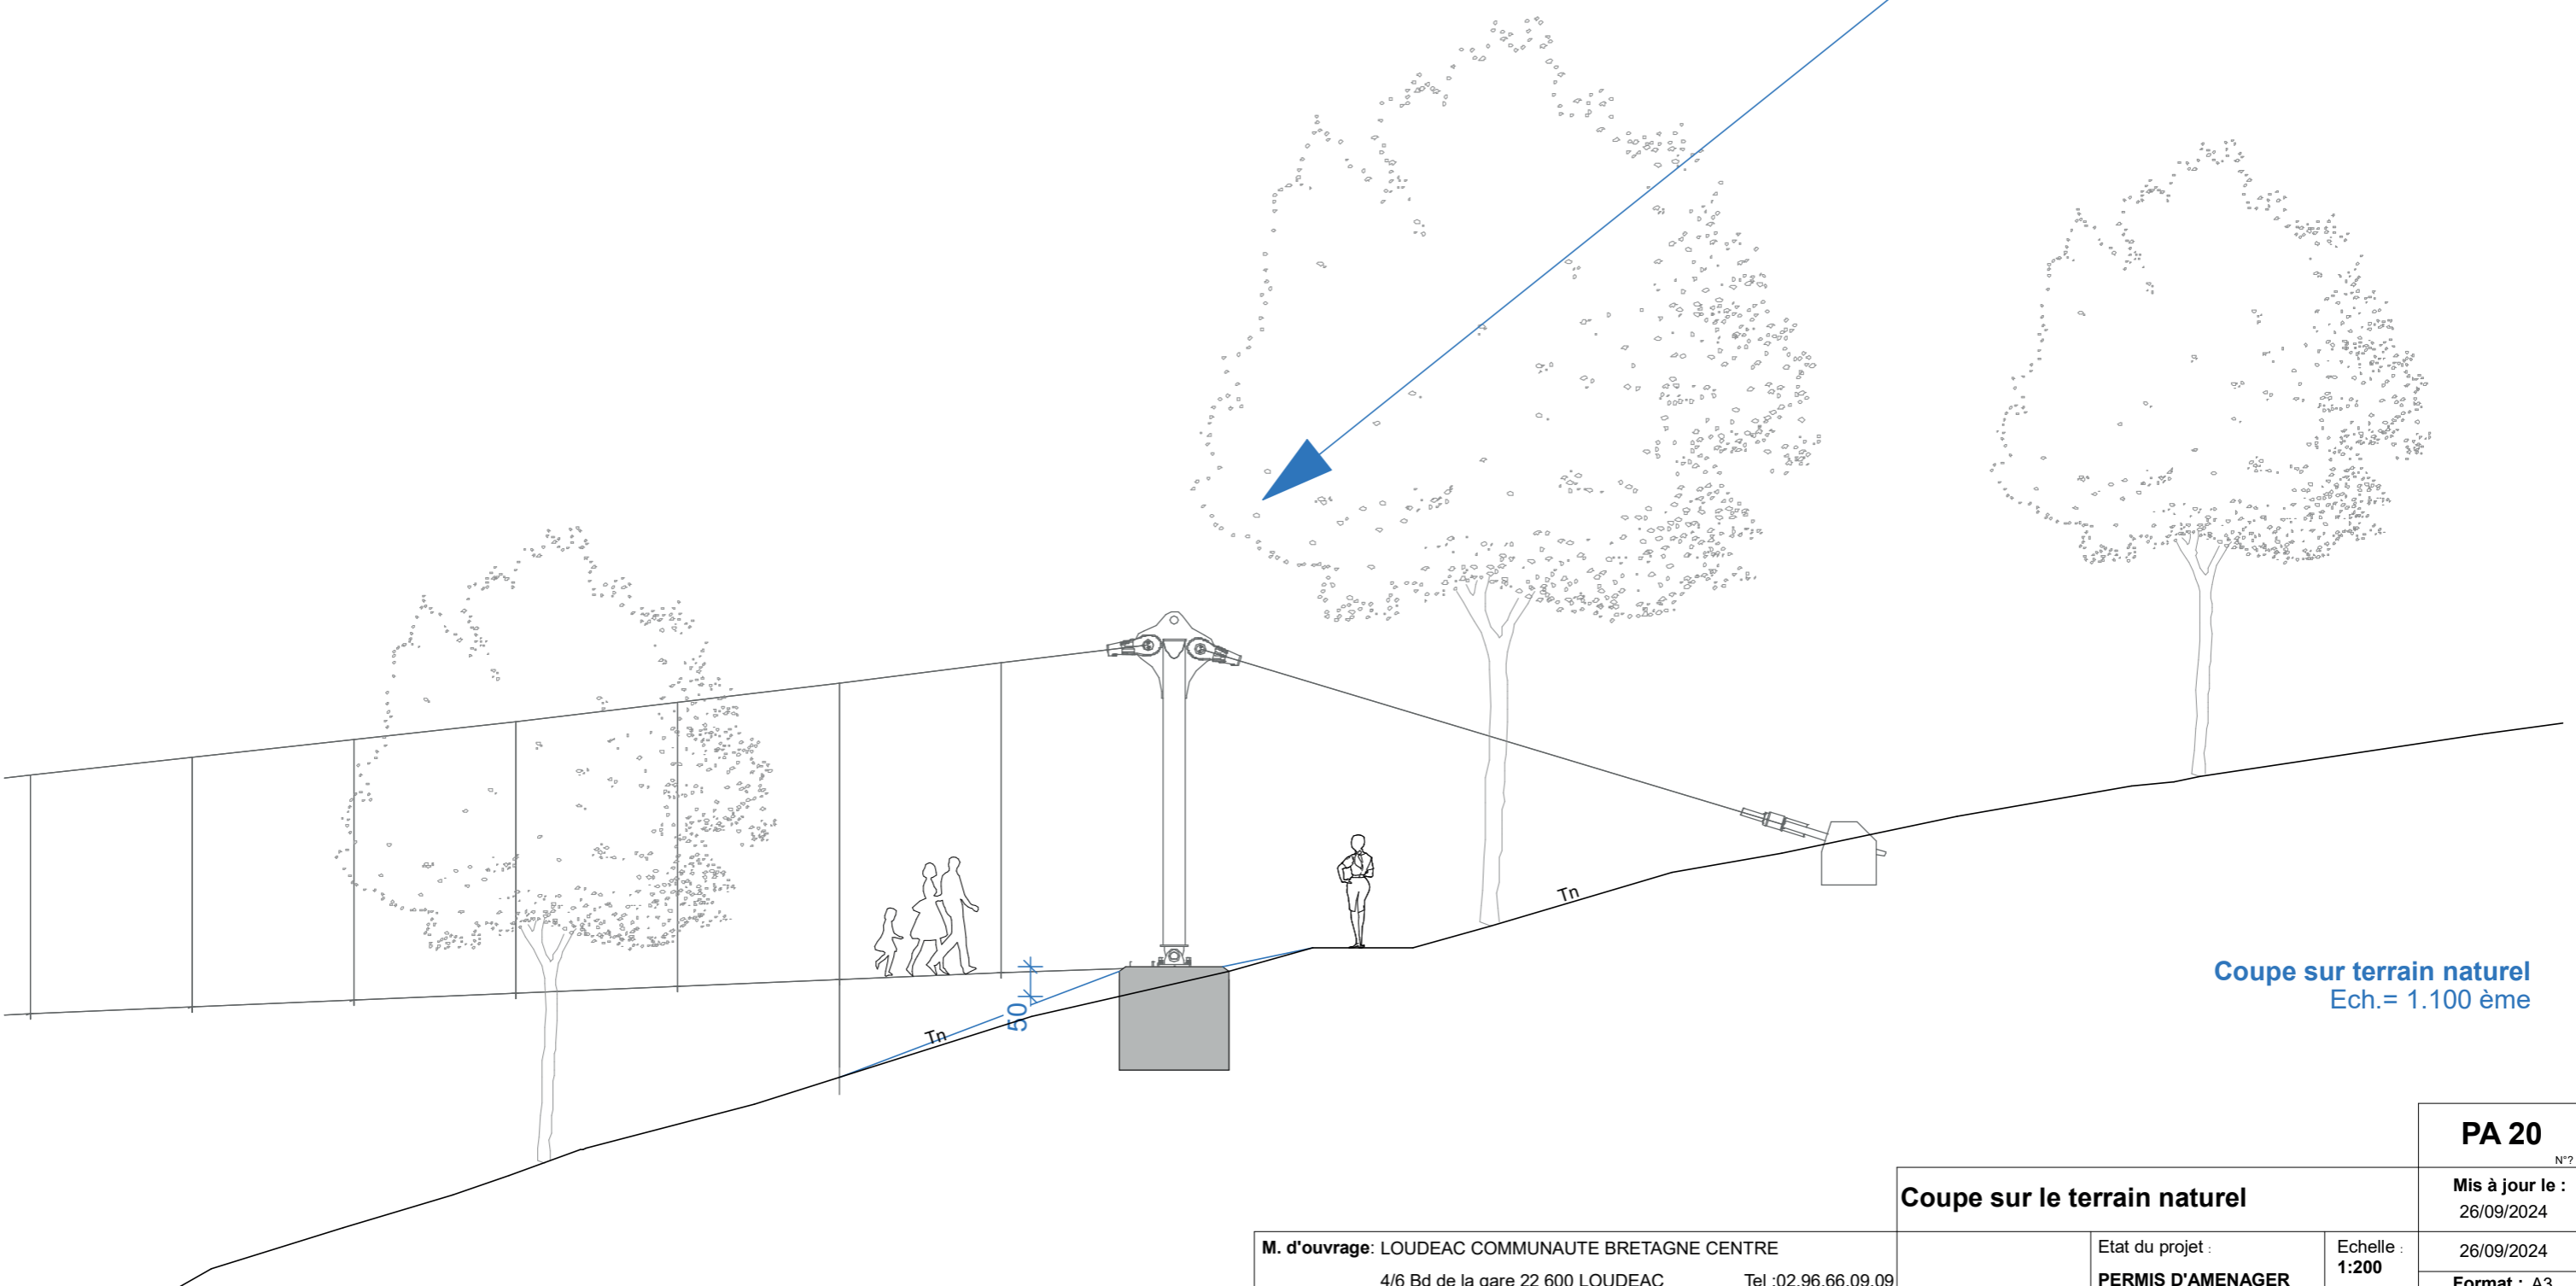 Tn
Tn
50
Coupe sur terrain naturel
Ech.= 1.100 ème
PA 20
N°?
Coupe sur le terrain naturel
Mis à jour le :
26/09/2024
M. d'ouvrage: LOUDEAC COMMUNAUTE BRETAGNE CENTRE
4/6 Bd de la gare 22 600 LOUDEAC Tel :02.96.66.09.09
Etat du projet :
PERMIS D'AMENAGER
Echelle :
1:200
26/09/2024
Format : A3